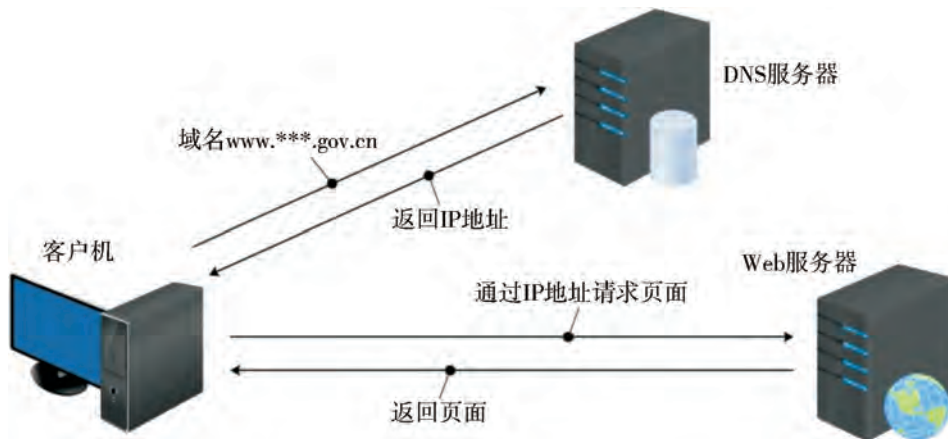 DNS服务器
域名www.***.gov.cn
返回IP地址
客户机
Web服务器
通过IP地址请求页面
返回页面